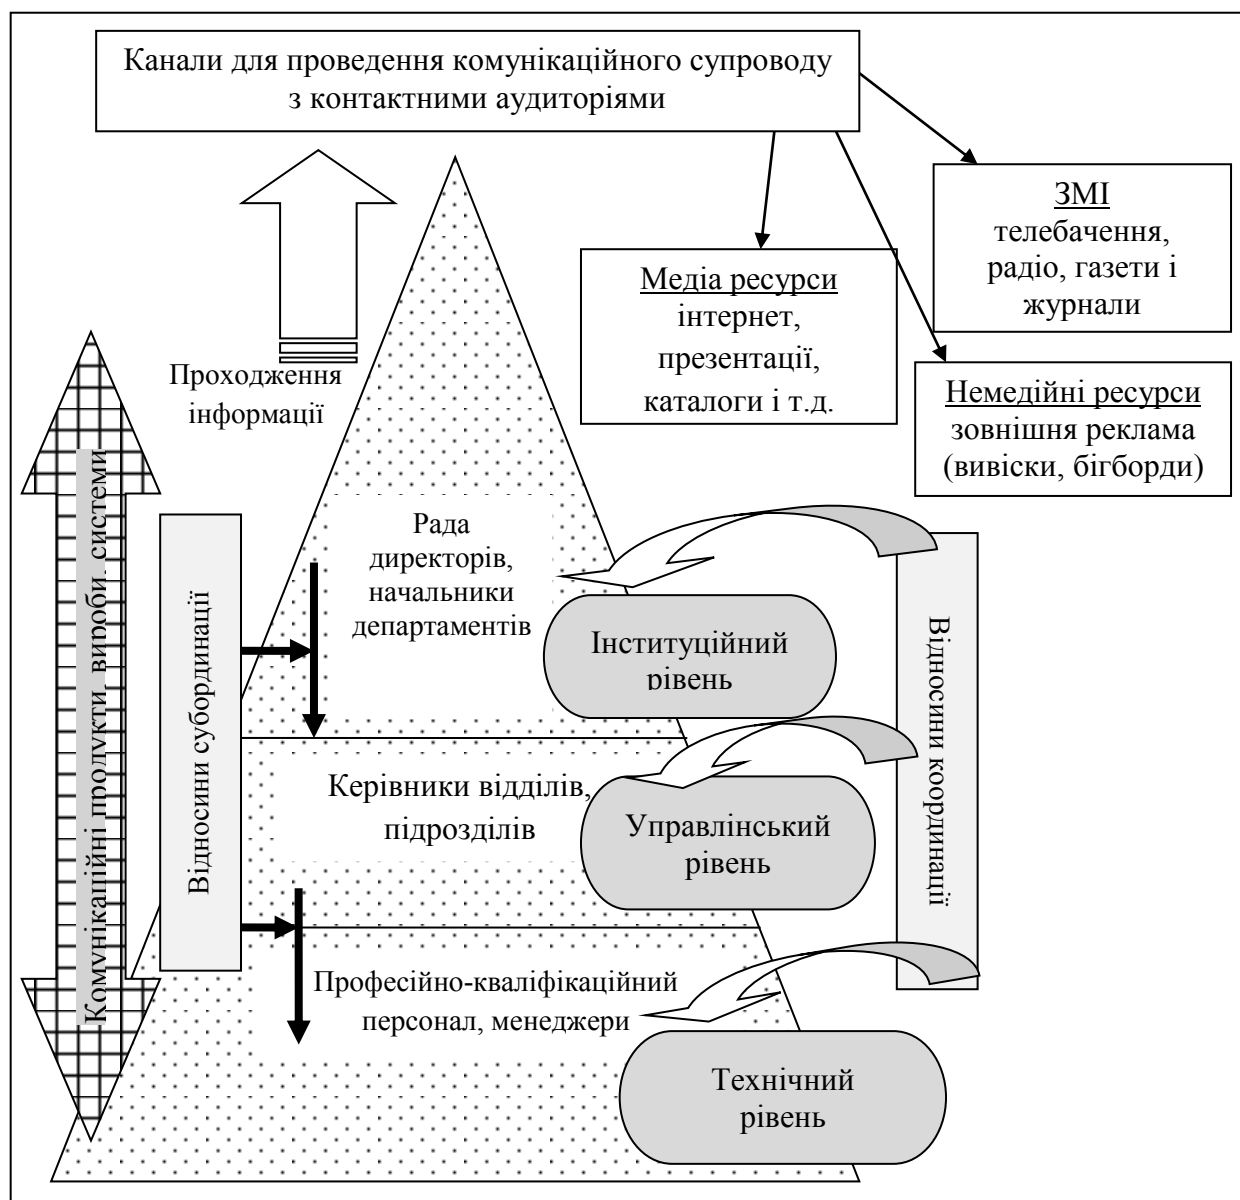 Канали для проведення комунікаційного супроводу
з контактними аудиторіями
ЗМІ
телебачення,
радіо, газети і
журнали
Медіа ресурси
інтернет,
презентації,
каталоги і т.д.
Немедійні ресурси
зовнішня реклама
(вивіски, бігборди)
Проходження
інформації
Комунікаційні продукти, вироби, системи
Відносини субординації
Рада
директорів,
начальники
департаментів
Інституційний
рівень
Відносини координації
Керівники відділів,
підрозділів
Управлінський
рівень
Професійно-кваліфікаційний
персонал, менеджери
Технічний
рівень